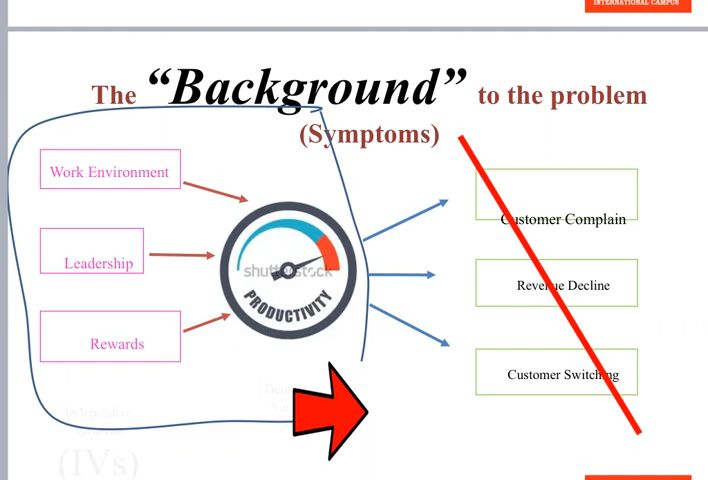 INTERNATIONAL CAMPUS
The “Background” to the problem
(Symptoms)
Work Environment
Leadership
Rewards
shutterstock
PRODUCTIVITY
Customer Complain
Revenue Decline
Customer Switching
Independent
(IVs)